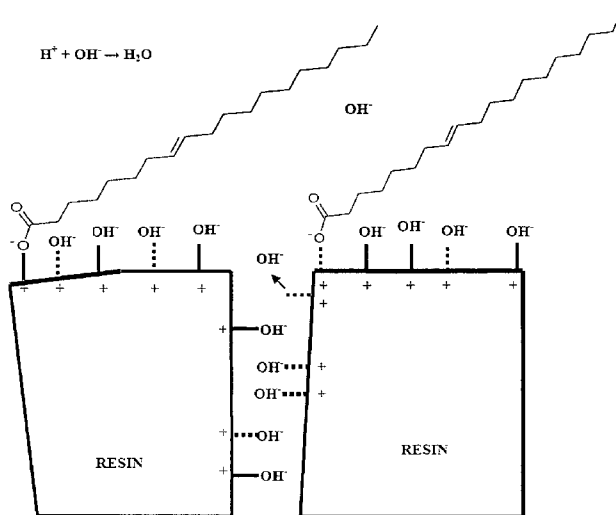 H⁺ + OH⁻ → H₂O
OH⁻
O
O⁻
OH⁻ OH⁻ OH⁻ OH⁻
+ + + + +
O
O⁻
OH⁻ OH⁻ OH⁻ OH⁻
+ + + + +
OH⁻
+
+ OH⁻
OH⁻ +
OH⁻ +
+ OH⁻
+ OH⁻
RESIN
RESIN